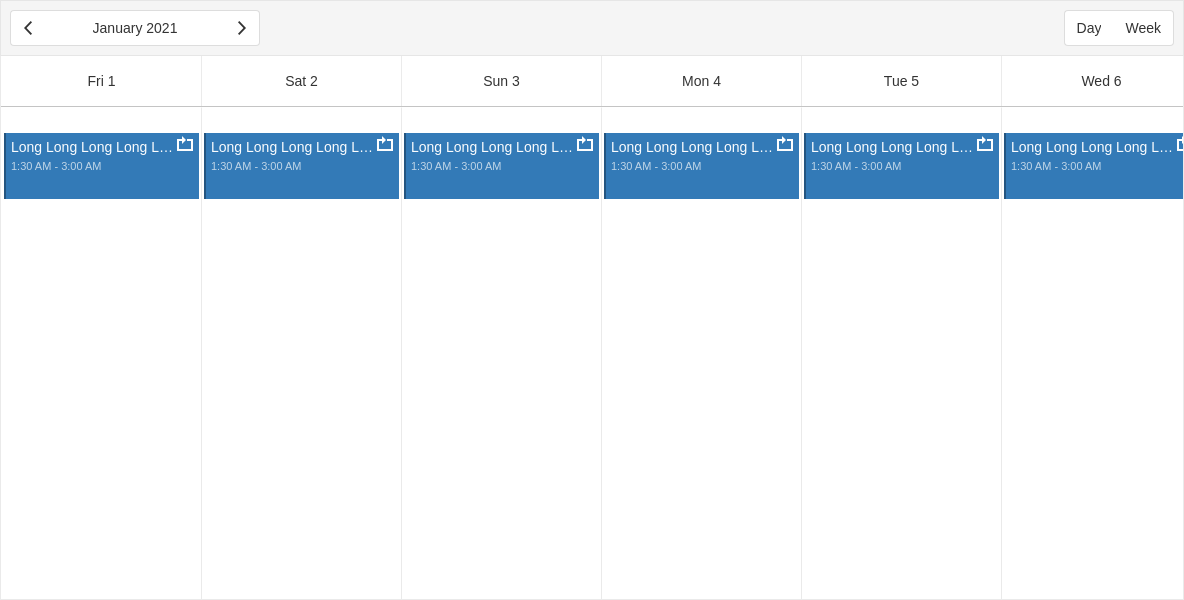 January 2021
Day Week
Fri 1 Sat 2 Sun 3 Mon 4 Tue 5 Wed 6
Long Long Long Long L… Long Long Long Long L… Long Long Long Long L… Long Long Long Long L… Long Long Long Long L… Long Long Long Long L…
1:30 AM - 3:00 AM 1:30 AM - 3:00 AM 1:30 AM - 3:00 AM 1:30 AM - 3:00 AM 1:30 AM - 3:00 AM 1:30 AM - 3:00 AM